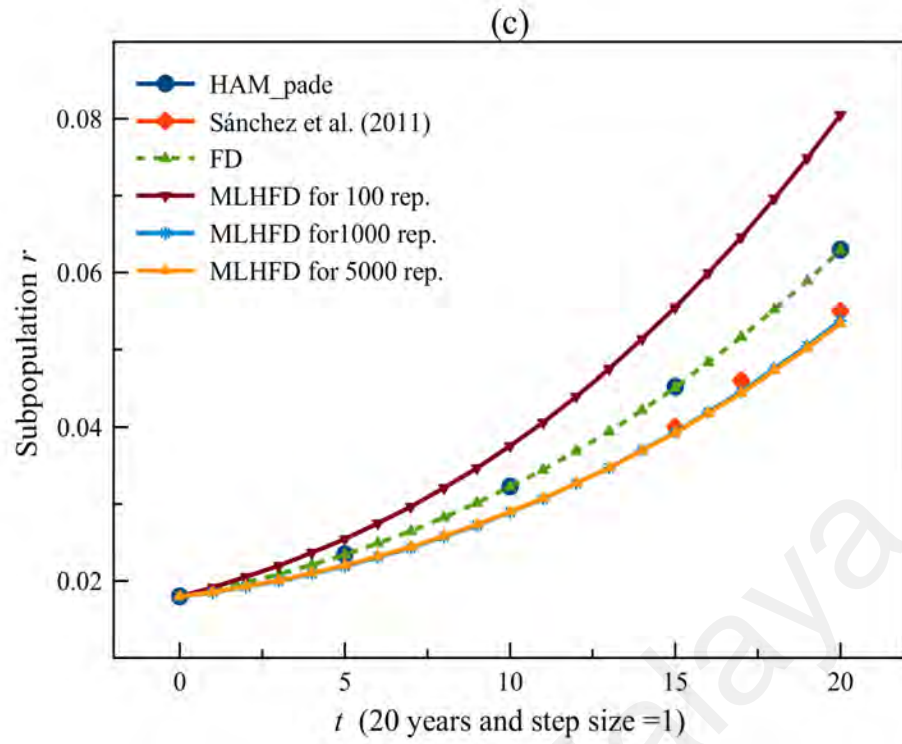 (c)
HAM_pade
Sánchez et al. (2011)
FD
MLHFD for 100 rep.
MLHFD for1000 rep.
MLHFD for 5000 rep.
Subpopulation r
0.08
0.06
0.04
0.02
0 5 10 15 20
t (20 years and step size =1)
alaya